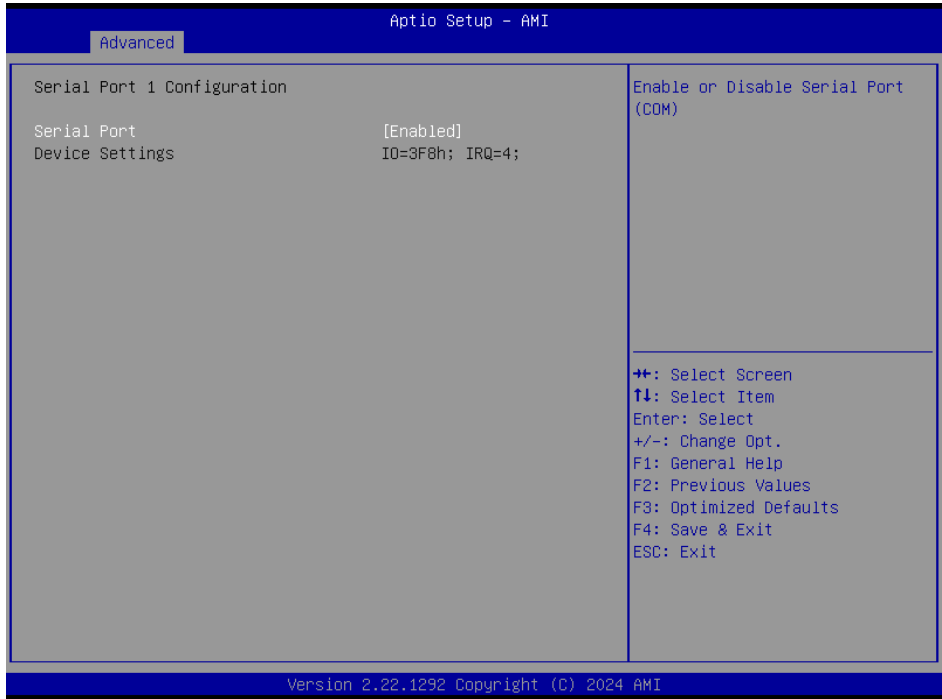 Aptio Setup – AMI
Advanced
Serial Port 1 Configuration
Serial Port [Enabled]
Device Settings IO=3F8h; IRQ=4;
Enable or Disable Serial Port
(COM)
→←: Select Screen
↑↓: Select Item
Enter: Select
+/-: Change Opt.
F1: General Help
F2: Previous Values
F3: Optimized Defaults
F4: Save & Exit
ESC: Exit
Version 2.22.1292 Copyright (C) 2024 AMI